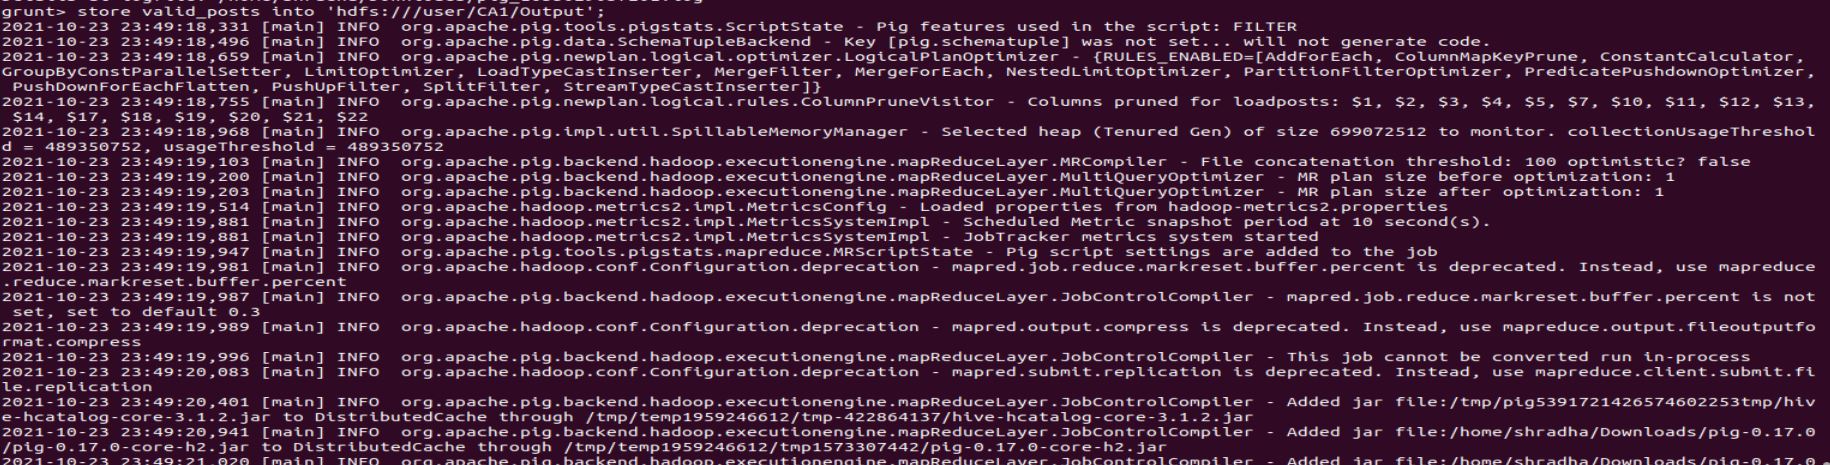 grunt> store valid_posts into 'hdfs:///user/CA1/Output';
2021-10-23 23:49:18,331 [main] INFO  org.apache.pig.tools.pigstats.ScriptState - Pig features used in the script: FILTER
2021-10-23 23:49:18,496 [main] INFO  org.apache.pig.data.SchemaTupleBackend - Key [pig.schematuple] was not set... will not generate code.
2021-10-23 23:49:18,659 [main] INFO  org.apache.pig.newplan.logical.optimizer.LogicalPlanOptimizer - {RULES_ENABLED=[AddForEach, ColumnMapKeyPrune, ConstantCalculator,
GroupByConstParallelSetter, LimitOptimizer, LoadTypeCastInserter, MergeFilter, MergeForEach, NestedLimitOptimizer, PartitionFilterOptimizer, PredicatePushdownOptimizer,
PushDownForEachFlatten, PushUpFilter, SplitFilter, StreamTypeCastInserter]}
2021-10-23 23:49:18,755 [main] INFO  org.apache.pig.newplan.logical.rules.ColumnPruneVisitor - Columns pruned for loadposts: $1, $2, $3, $4, $5, $7, $10, $11, $12, $13,
$14, $17, $18, $19, $20, $21, $22
2021-10-23 23:49:18,968 [main] INFO  org.apache.pig.impl.util.SpillableMemoryManager - Selected heap (Tenured Gen) of size 699072512 to monitor. collectionUsageThreshol
d = 489350752, usageThreshold = 489350752
2021-10-23 23:49:19,103 [main] INFO  org.apache.pig.backend.hadoop.executionengine.mapReduceLayer.MRCompiler - File concatenation threshold: 100 optimistic? false
2021-10-23 23:49:19,200 [main] INFO  org.apache.pig.backend.hadoop.executionengine.mapReduceLayer.MultiQueryOptimizer - MR plan size before optimization: 1
2021-10-23 23:49:19,203 [main] INFO  org.apache.pig.backend.hadoop.executionengine.mapReduceLayer.MultiQueryOptimizer - MR plan size after optimization: 1
2021-10-23 23:49:19,514 [main] INFO  org.apache.hadoop.metrics2.impl.MetricsConfig - Loaded properties from hadoop-metrics2.properties
2021-10-23 23:49:19,881 [main] INFO  org.apache.hadoop.metrics2.impl.MetricsSystemImpl - Scheduled Metric snapshot period at 10 second(s).
2021-10-23 23:49:19,881 [main] INFO  org.apache.hadoop.metrics2.impl.MetricsSystemImpl - JobTracker metrics system started
2021-10-23 23:49:19,947 [main] INFO  org.apache.pig.tools.pigstats.mapreduce.MRScriptState - Pig script settings are added to the job
2021-10-23 23:49:19,981 [main] INFO  org.apache.hadoop.conf.Configuration.deprecation - mapred.job.reduce.markreset.buffer.percent is deprecated. Instead, use mapreduce
.reduce.markreset.buffer.percent
2021-10-23 23:49:19,987 [main] INFO  org.apache.pig.backend.hadoop.executionengine.mapReduceLayer.JobControlCompiler - mapred.job.reduce.markreset.buffer.percent is not
set, set to default 0.3
2021-10-23 23:49:19,989 [main] INFO  org.apache.hadoop.conf.Configuration.deprecation - mapred.output.compress is deprecated. Instead, use mapreduce.output.fileoutputfo
rmat.compress
2021-10-23 23:49:19,996 [main] INFO  org.apache.pig.backend.hadoop.executionengine.mapReduceLayer.JobControlCompiler - This job cannot be converted run in-process
2021-10-23 23:49:20,083 [main] INFO  org.apache.hadoop.conf.Configuration.deprecation - mapred.submit.replication is deprecated. Instead, use mapreduce.client.submit.fi
le.replication
2021-10-23 23:49:20,401 [main] INFO  org.apache.pig.backend.hadoop.executionengine.mapReduceLayer.JobControlCompiler - Added jar file:/tmp/pig5391721426574602253tmp/hiv
e-hcatalog-core-3.1.2.jar to DistributedCache through /tmp/temp1959246612/tmp-422864137/hive-hcatalog-core-3.1.2.jar
2021-10-23 23:49:20,941 [main] INFO  org.apache.pig.backend.hadoop.executionengine.mapReduceLayer.JobControlCompiler - Added jar file:/home/shradha/Downloads/pig-0.17.0
/pig-0.17.0-core-h2.jar to DistributedCache through /tmp/temp1959246612/tmp1573307442/pig-0.17.0-core-h2.jar
2021-10-23 23:49:21,020 [main] INFO  org.apache.pig.backend.hadoop.executionengine.mapReduceLayer.JobControlCompiler - Added jar file:/home/shradha/Downloads/pig-0.17.0